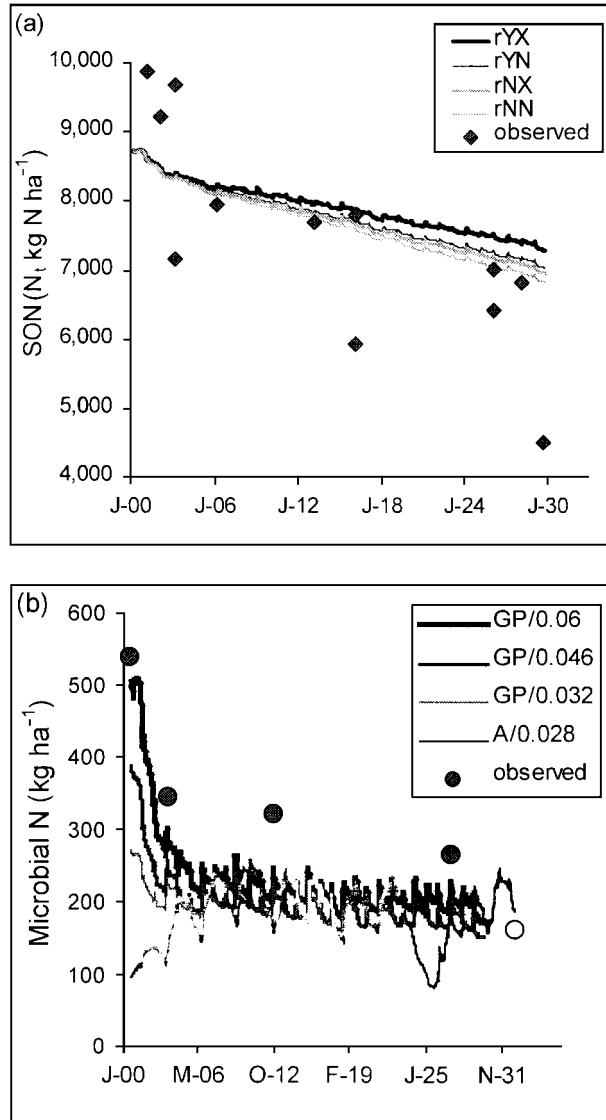 (a)
rYX
rYN
rNX
rNN
observed
10,000
9,000
8,000
7,000
6,000
5,000
4,000
SON (Nt kg N ha−1)
J-00 J-06 J-12 J-18 J-24 J-30
(b)
GP/0.06
GP/0.046
GP/0.032
A/0.028
observed
600
500
400
300
200
100
0
Microbial N (kg ha−1)
J-00 M-06 O-12 F-19 J-25 N-31